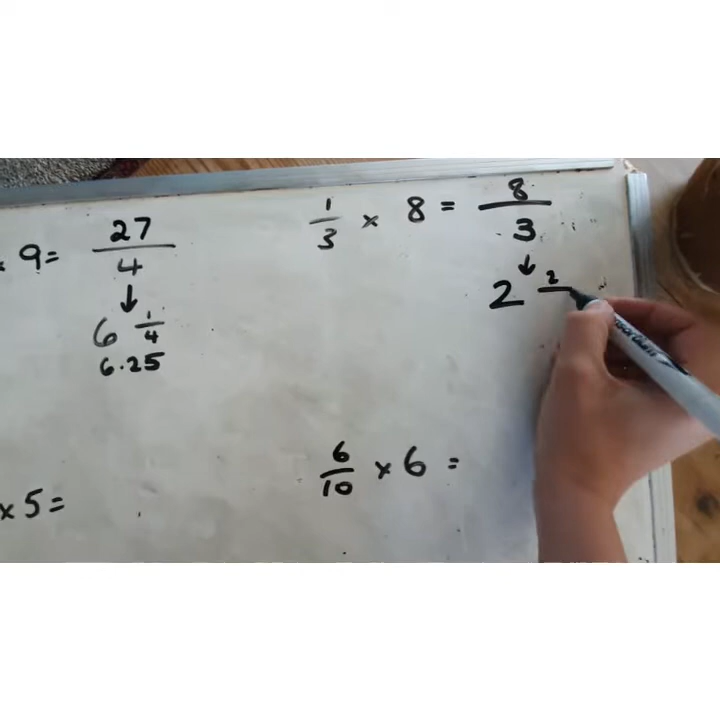 × 9 = 27/4
↓
6 1/4
6.25
1/3 × 8 = 8/3
↓
2 2/
× 5 =
6/10 × 6 =